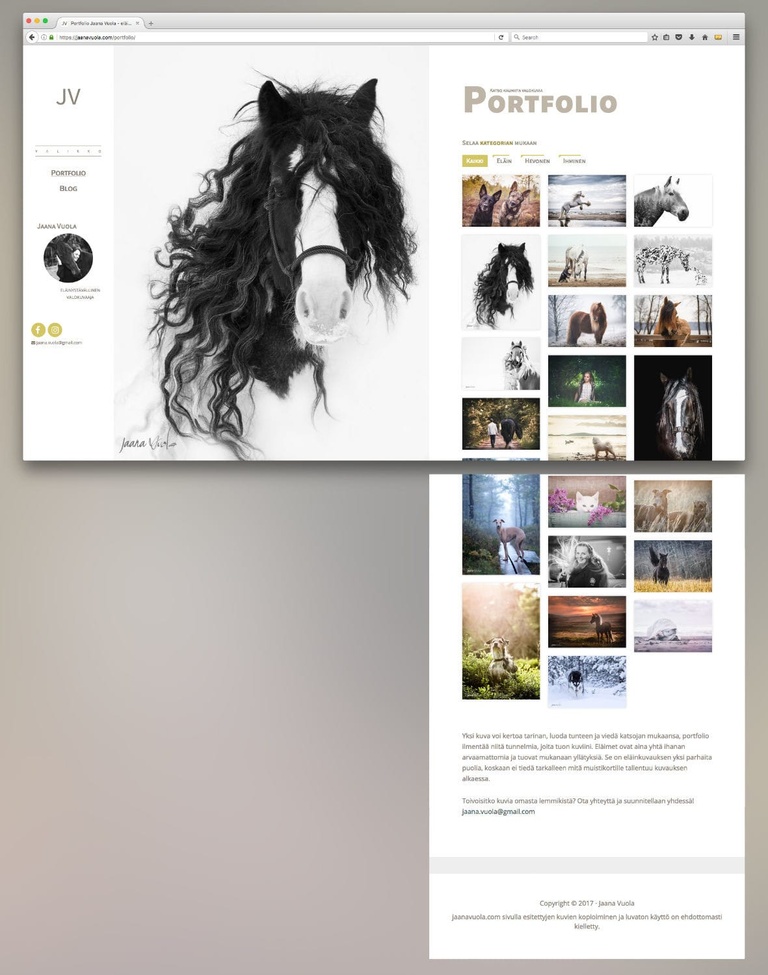 JV Portfolio Jaana Vuola – elä...
https://jaanavuola.com/portfolio/
Search
JV
V A L I K K O
Portfolio
Blog
Jaana Vuola
valokuvaaja
jaana.vuola@gmail.com
Jaana Vuola
Portfolio
Selaa kategorian mukaan
Kaikki Eläin Hevonen Ihminen
Yksi kuva voi kertoa tarinan, luoda tunteen ja viedä katsojan mukaansa, portfolio
ilmentää niitä tunnelmia, joita tuon kuviini. Eläimet ovat aina yhtä ihanan
arvaamattomia ja tuovat mukanaan yllätyksiä. Se on eläinkuvauksen yksi parhaita
puolia, koskaan ei tiedä tarkalleen mitä muistikortille tallentuu kuvauksen
alkaessa.
Toivoisitko kuvia omasta lemmikistä? Ota yhteyttä ja suunnitellaan yhdessä!
jaana.vuola@gmail.com
Copyright © 2017 · Jaana Vuola
Jaanavuola.com sivulla esitettyjen kuvien kopioiminen ja luvaton käyttö on ehdottomasti
kielletty.